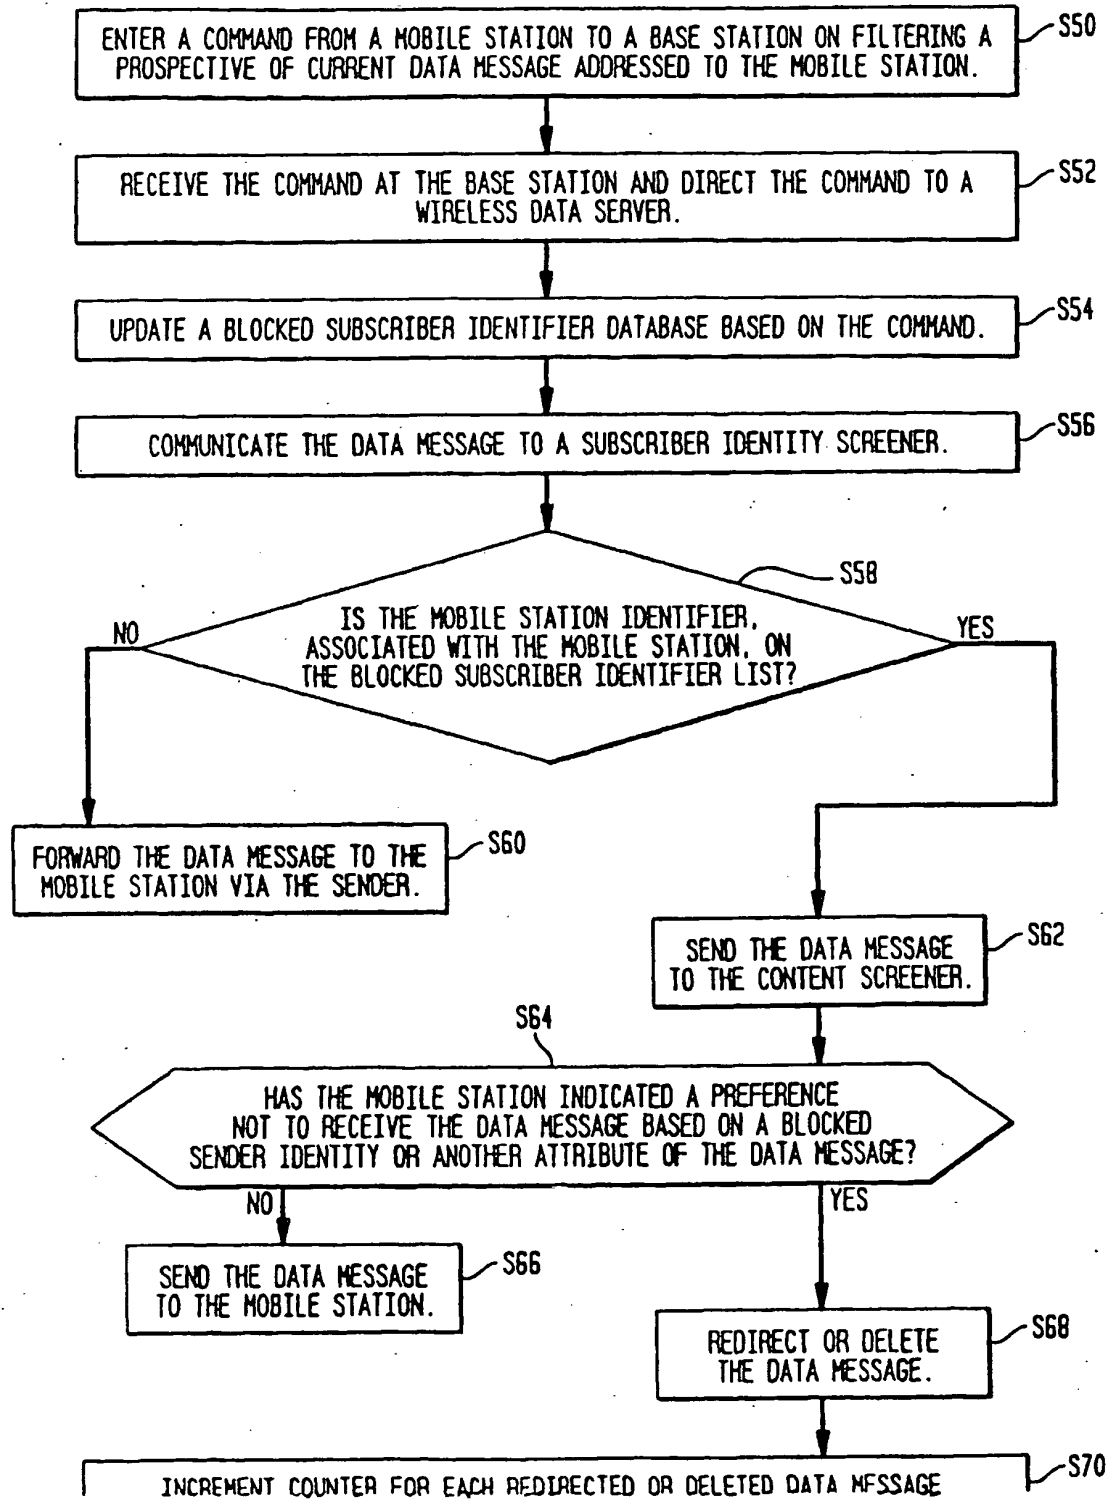 ENTER A COMMAND FROM A MOBILE STATION TO A BASE STATION ON FILTERING A
PROSPECTIVE OF CURRENT DATA MESSAGE ADDRESSED TO THE MOBILE STATION.
S50
RECEIVE THE COMMAND AT THE BASE STATION AND DIRECT THE COMMAND TO A
WIRELESS DATA SERVER.
S52
UPDATE A BLOCKED SUBSCRIBER IDENTIFIER DATABASE BASED ON THE COMMAND.
S54
COMMUNICATE THE DATA MESSAGE TO A SUBSCRIBER IDENTITY SCREENER.
S56
S58
IS THE MOBILE STATION IDENTIFIER,
ASSOCIATED WITH THE MOBILE STATION, ON
THE BLOCKED SUBSCRIBER IDENTIFIER LIST?
NO
YES
FORWARD THE DATA MESSAGE TO THE
MOBILE STATION VIA THE SENDER.
S60
SEND THE DATA MESSAGE
TO THE CONTENT SCREENER.
S62
S64
HAS THE MOBILE STATION INDICATED A PREFERENCE
NOT TO RECEIVE THE DATA MESSAGE BASED ON A BLOCKED
SENDER IDENTITY OR ANOTHER ATTRIBUTE OF THE DATA MESSAGE?
NO
YES
SEND THE DATA MESSAGE
TO THE MOBILE STATION.
S66
REDIRECT OR DELETE
THE DATA MESSAGE.
S68
INCREMENT COUNTER FOR EACH REDIRECTED OR DELETED DATA MESSAGE
S70